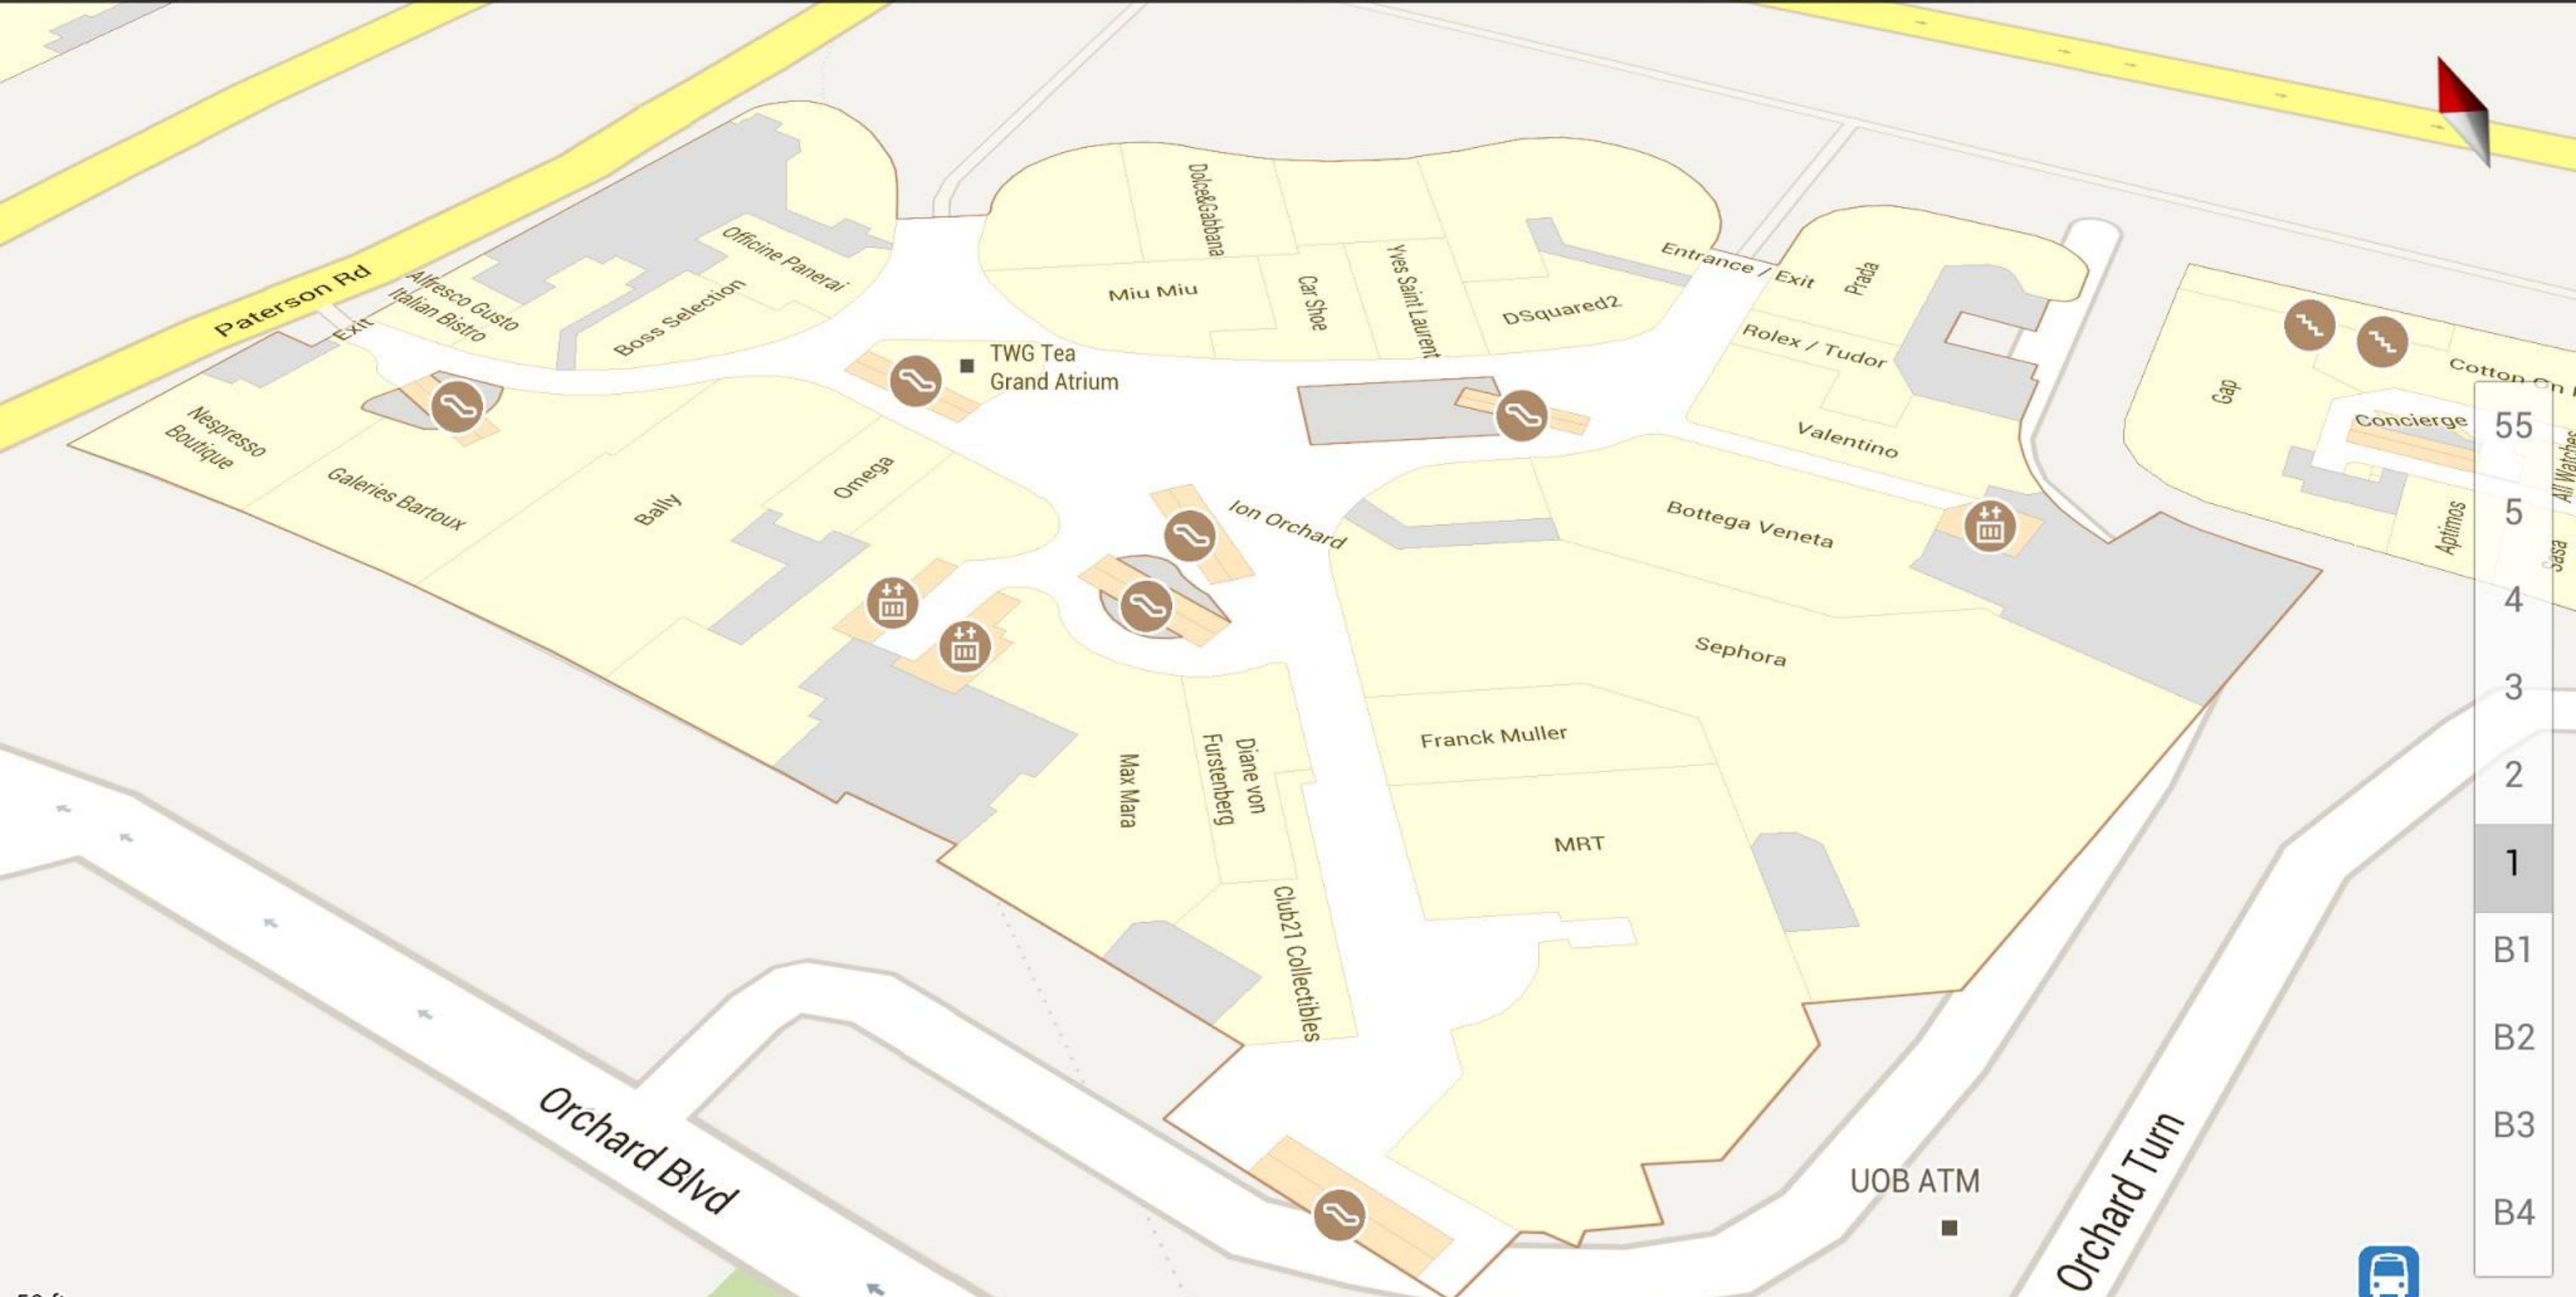 Paterson Rd
Exit
Alfresco Gusto
Italian Bistro
Officine Panerai
Boss Selection
Nespresso
Boutique
Galeries Bartoux
Bally
Omega
TWG Tea
Grand Atrium
Dolce&Gabbana
Miu Miu
Car Shoe
Yves Saint Laurent
DSquared2
Entrance / Exit
Prada
Rolex / Tudor
Valentino
Ion Orchard
Bottega Veneta
Sephora
Franck Muller
MRT
Max Mara
Diane von
Furstenberg
Club21 Collectibles
Gap
Cotton On
Concierge
Aptimos
All Watches
Sasa
55
5
4
3
2
1
B1
B2
B3
B4
UOB ATM
Orchard Blvd
Orchard Turn